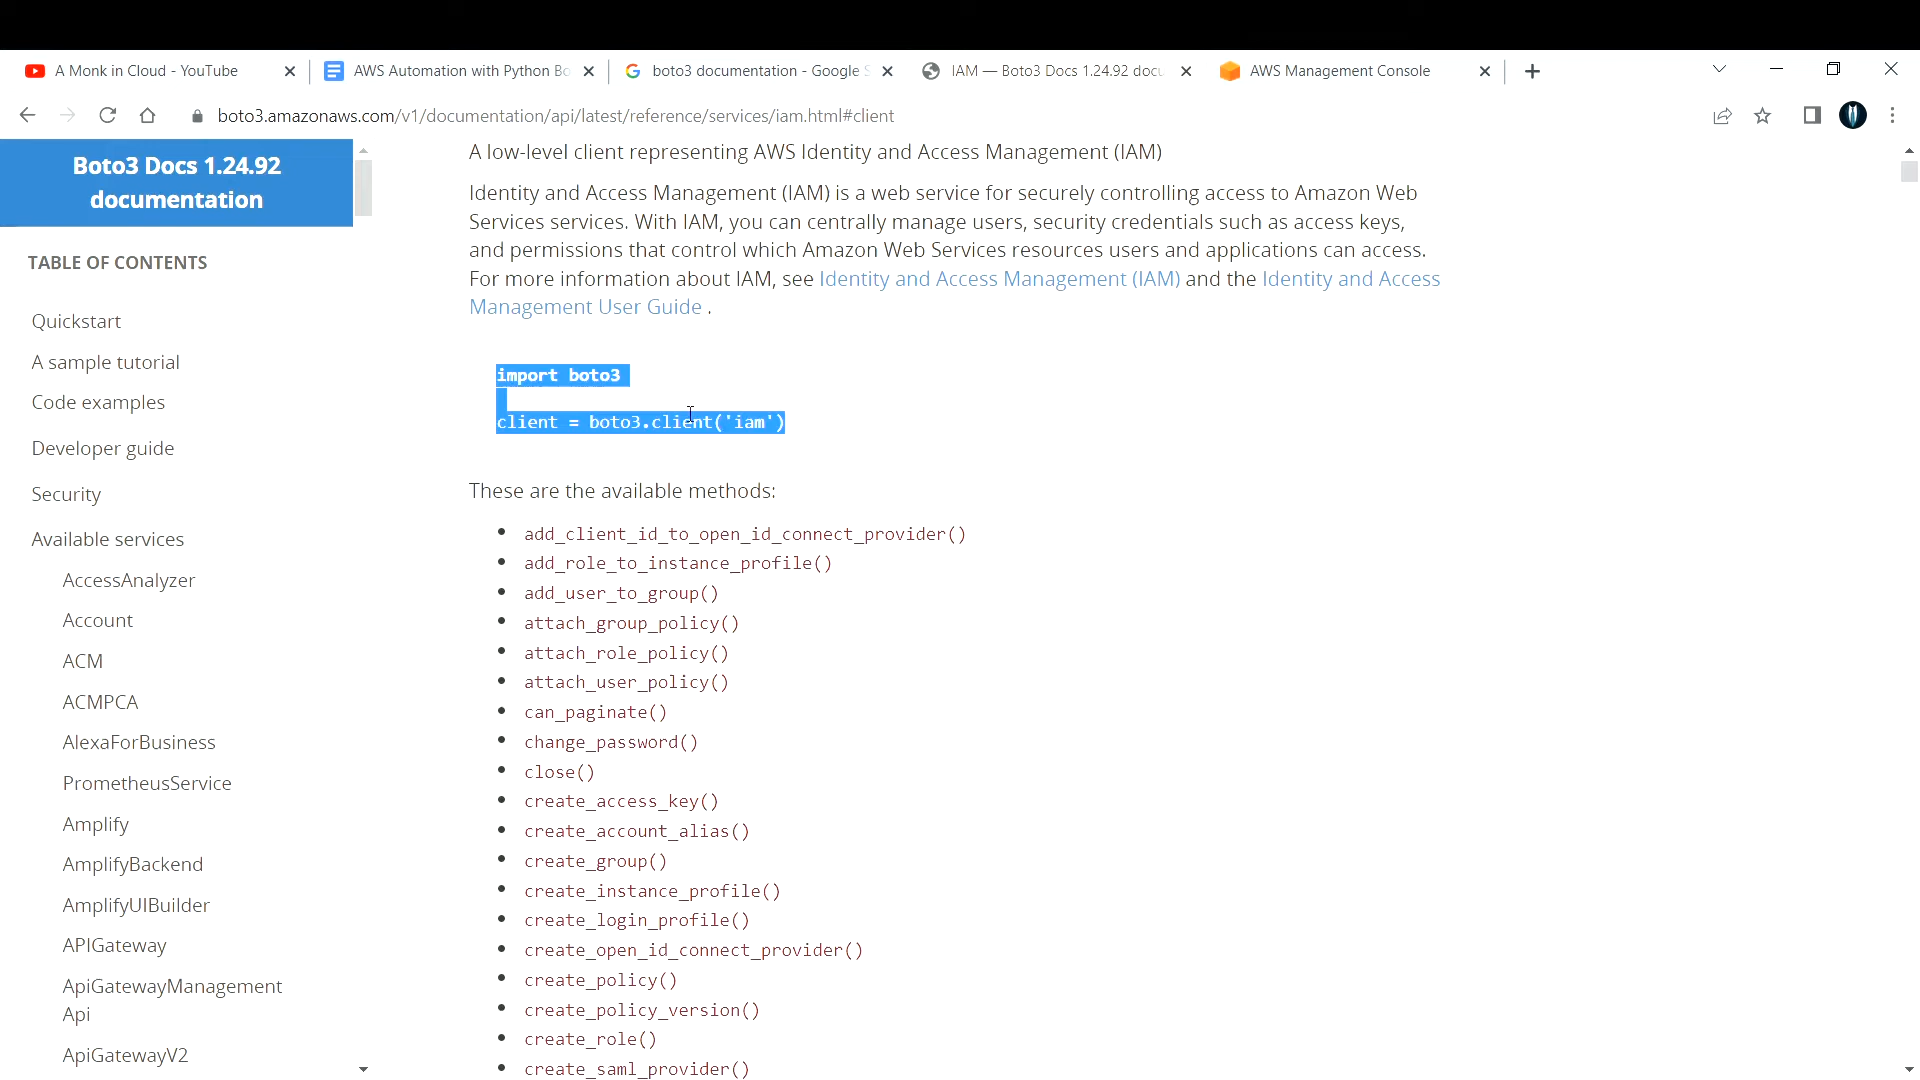 A Monk in Cloud - YouTube
AWS Automation with Python Bo
boto3 documentation - Google S
IAM — Boto3 Docs 1.24.92 docu
AWS Management Console
boto3.amazonaws.com/v1/documentation/api/latest/reference/services/iam.html#client
Boto3 Docs 1.24.92
documentation
TABLE OF CONTENTS
Quickstart
A sample tutorial
Code examples
Developer guide
Security
Available services
AccessAnalyzer
Account
ACM
ACMPCA
AlexaForBusiness
PrometheusService
Amplify
AmplifyBackend
AmplifyUIBuilder
APIGateway
ApiGatewayManagement
Api
ApiGatewayV2
A low-level client representing AWS Identity and Access Management (IAM)
Identity and Access Management (IAM) is a web service for securely controlling access to Amazon Web
Services services. With IAM, you can centrally manage users, security credentials such as access keys,
and permissions that control which Amazon Web Services resources users and applications can access.
For more information about IAM, see Identity and Access Management (IAM) and the Identity and Access
Management User Guide .
import boto3
client = boto3.client('iam')
These are the available methods:
• add_client_id_to_open_id_connect_provider()
• add_role_to_instance_profile()
• add_user_to_group()
• attach_group_policy()
• attach_role_policy()
• attach_user_policy()
• can_paginate()
• change_password()
• close()
• create_access_key()
• create_account_alias()
• create_group()
• create_instance_profile()
• create_login_profile()
• create_open_id_connect_provider()
• create_policy()
• create_policy_version()
• create_role()
• create_saml_provider()